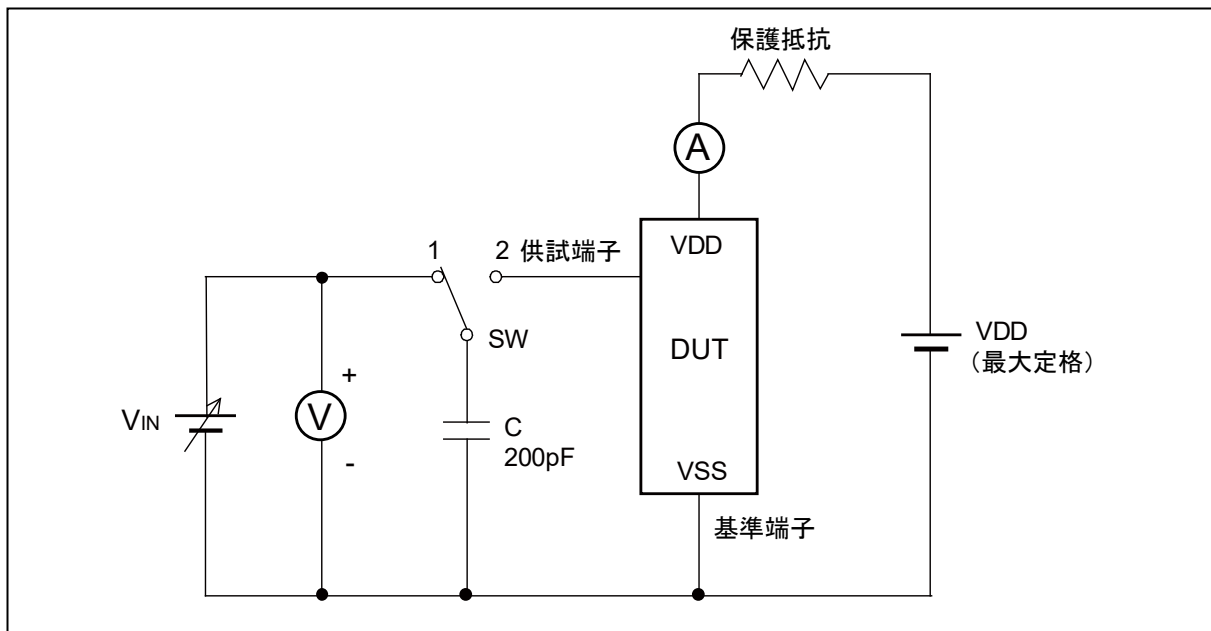 保護抵抗
A
1
2 供試端子
VDD
SW
DUT
VDD
（最大定格）
+
VIN
V
-
C
200pF
VSS
基準端子